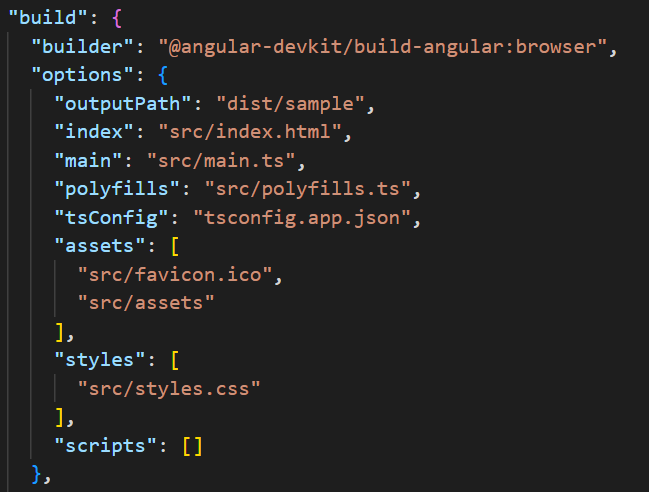 "build": {
"builder": "@angular-devkit/build-angular:browser",
"options": {
"outputPath": "dist/sample",
"index": "src/index.html",
"main": "src/main.ts",
"polyfills": "src/polyfills.ts",
"tsConfig": "tsconfig.app.json",
"assets": [
"src/favicon.ico",
"src/assets"
],
"styles": [
"src/styles.css"
],
"scripts": []
},